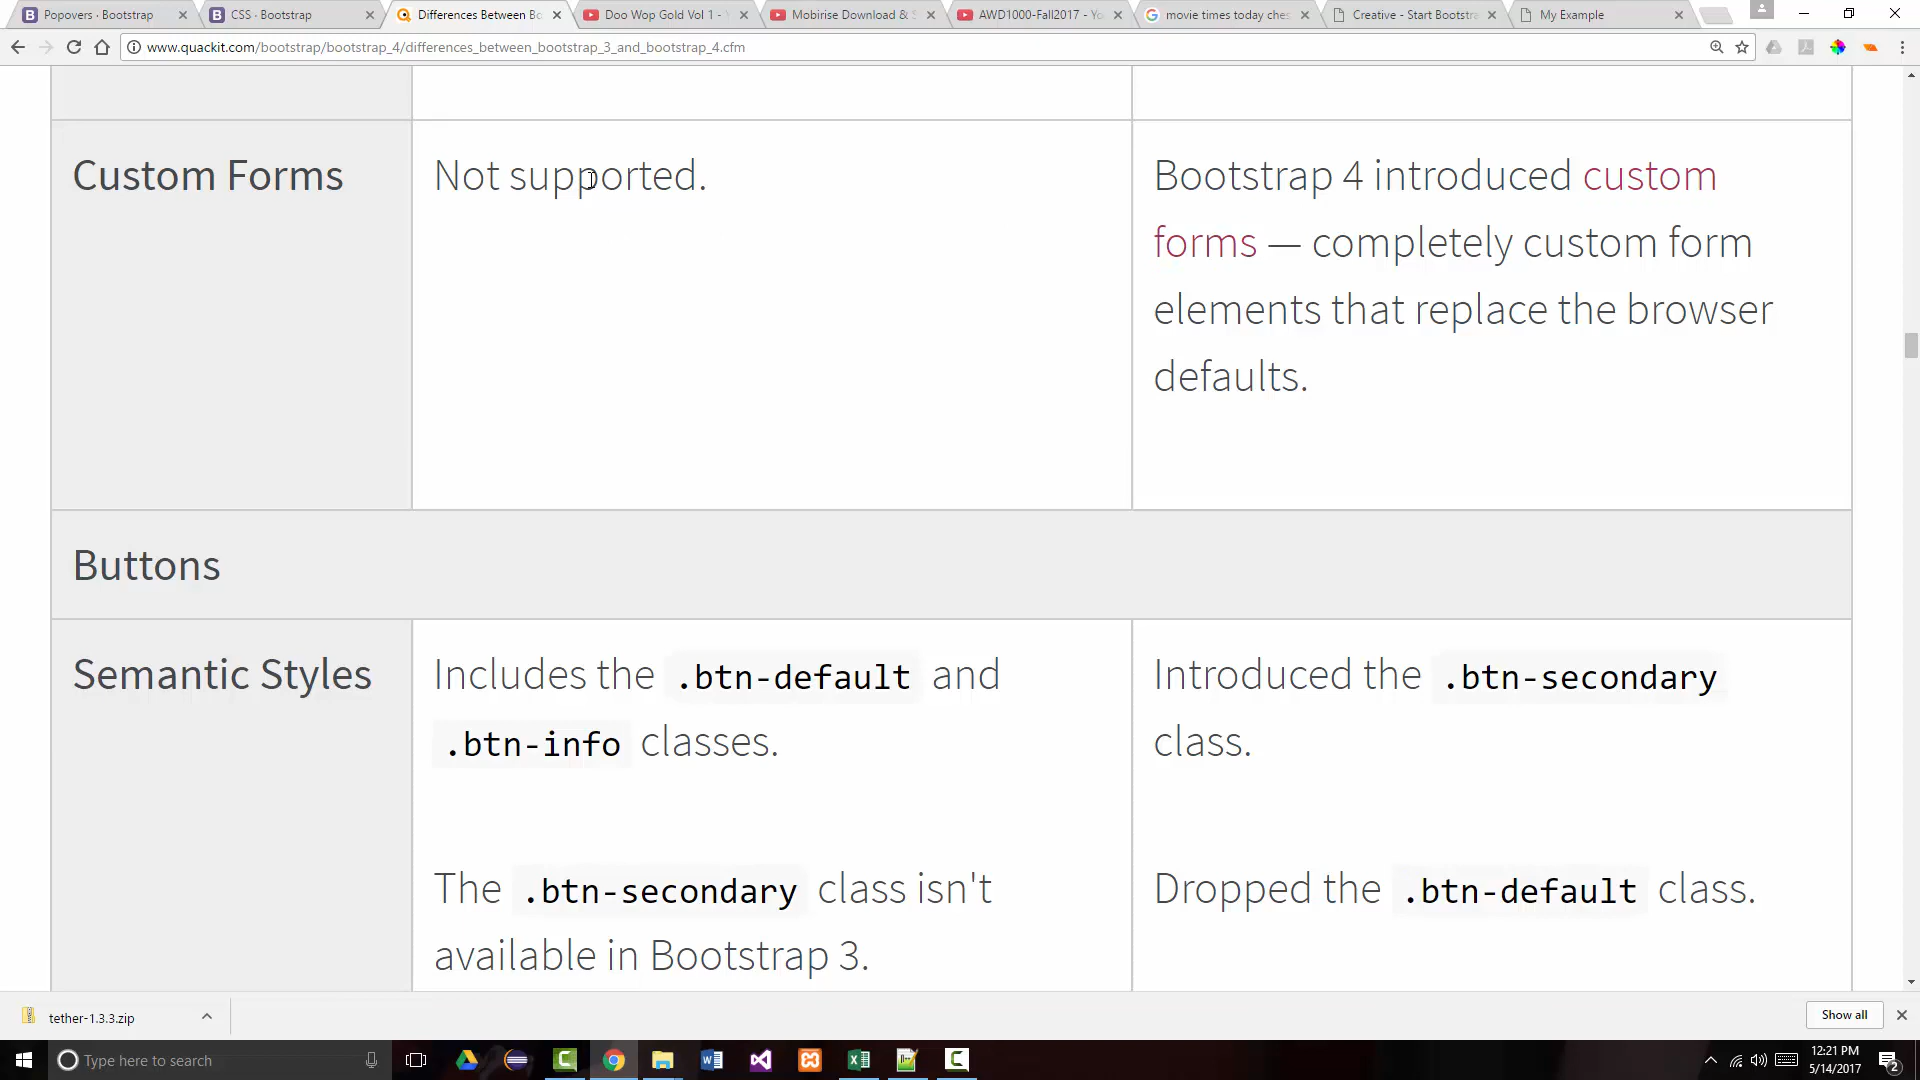 Popovers · Bootstrap
CSS · Bootstrap
Differences Between Bo
Doo Wop Gold Vol 1 - Y
Mobirise Download & S
AWD1000-Fall2017 - Yo
movie times today ches
Creative - Start Bootstra
My Example
www.quackit.com/bootstrap/bootstrap_4/differences_between_bootstrap_3_and_bootstrap_4.cfm
Custom Forms
Not supported.
Bootstrap 4 introduced custom
forms — completely custom form
elements that replace the browser
defaults.
Buttons
Semantic Styles
Includes the .btn-default and
.btn-info classes.
The .btn-secondary class isn't
available in Bootstrap 3.
Introduced the .btn-secondary
class.
Dropped the .btn-default class.
tether-1.3.3.zip
Show all
Type here to search
12:21 PM
5/14/2017
2